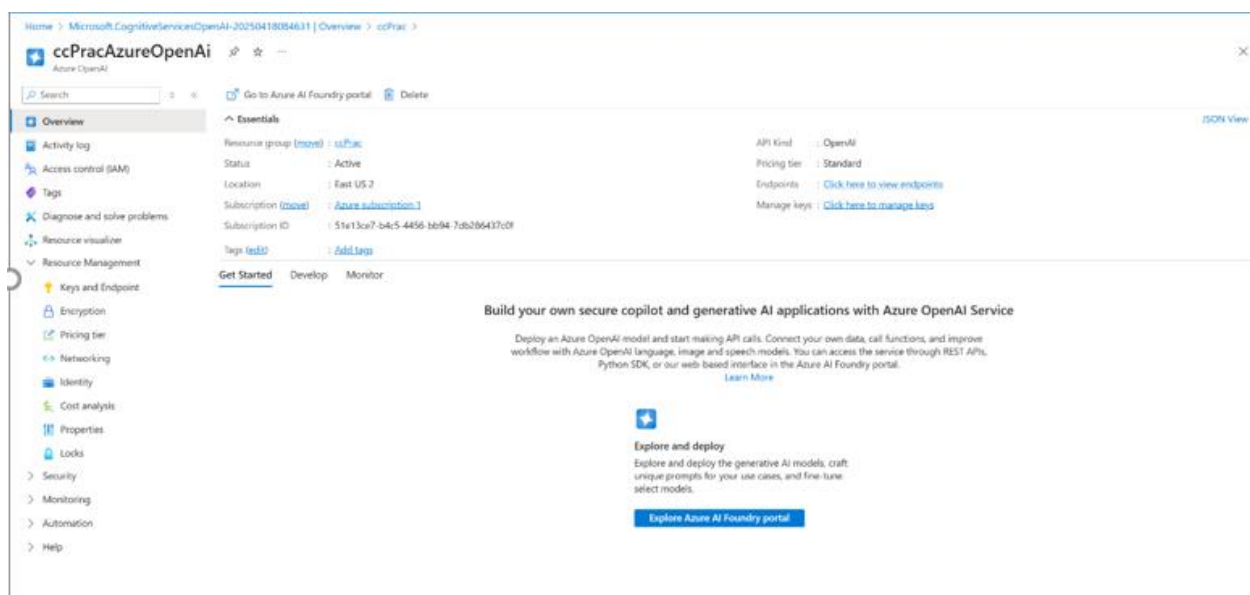 Home > Microsoft.CognitiveServicesOpenAI-20250418084631 | Overview > ccPrac >
ccPracAzureOpenAi
Azure OpenAI
Search
Go to Azure AI Foundry portal Delete
Overview
Activity log
Access control (IAM)
Tags
Diagnose and solve problems
Resource visualizer
Resource Management
Keys and Endpoint
Encryption
Pricing tier
Networking
Identity
Cost analysis
Properties
Locks
Security
Monitoring
Automation
Help
Essentials
JSON View
Resource group (move) : ccPrac
Status : Active
Location : East US 2
Subscription (move) : Azure subscription 1
Subscription ID : 51e13ce7-b4c5-4456-bb94-7db286437c0f
Tags (edit) : Add tags
API Kind : OpenAI
Pricing tier : Standard
Endpoints : Click here to view endpoints
Manage keys : Click here to manage keys
Get Started Develop Monitor
Build your own secure copilot and generative AI applications with Azure OpenAI Service
Deploy an Azure OpenAI model and start making API calls. Connect your own data, call functions, and improve
workflow with Azure OpenAI language, image and speech models. You can access the service through REST APIs,
Python SDK, or our web based interface in the Azure AI Foundry portal.
Learn More
Explore and deploy
Explore and deploy the generative AI models, craft
unique prompts for your use cases, and fine-tune
select models.
Explore Azure AI Foundry portal